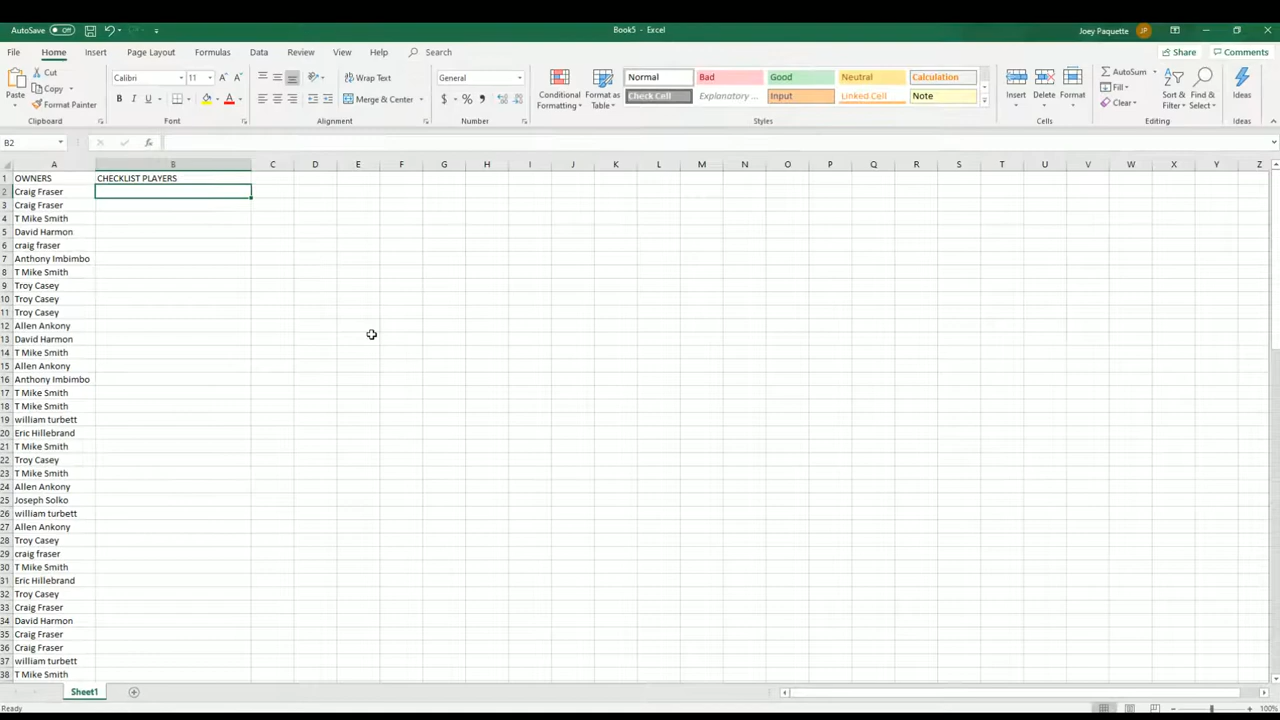 AutoSave Off Book5 - Excel Joey Paquette JP
File Home Insert Page Layout Formulas Data Review View Help Search Share Comments
Paste Cut Copy Format Painter Clipboard
Calibri 11 B I U A Font
Wrap Text Merge & Center Alignment
General $ % , Number
Conditional Formatting Format as Table
Normal Bad Good Neutral Calculation
Check Cell Explanatory ... Input Linked Cell Note
Styles
Insert Delete Format Cells
AutoSum Fill Clear Sort & Filter Find & Select Editing
Ideas Ideas
B2 fx
A B C D E F G H I J K L M N O P Q R S T U V W X Y Z
1 OWNERS CHECKLIST PLAYERS
2 Craig Fraser
3 Craig Fraser
4 T Mike Smith
5 David Harmon
6 craig fraser
7 Anthony Imbimbo
8 T Mike Smith
9 Troy Casey
10 Troy Casey
11 Troy Casey
12 Allen Ankony
13 David Harmon
14 T Mike Smith
15 Allen Ankony
16 Anthony Imbimbo
17 T Mike Smith
18 T Mike Smith
19 william turbett
20 Eric Hillebrand
21 T Mike Smith
22 Troy Casey
23 T Mike Smith
24 Allen Ankony
25 Joseph Solko
26 william turbett
27 Allen Ankony
28 Troy Casey
29 craig fraser
30 T Mike Smith
31 Eric Hillebrand
32 Troy Casey
33 Craig Fraser
34 David Harmon
35 Craig Fraser
36 Craig Fraser
37 william turbett
38 T Mike Smith
Sheet1
Ready 100%